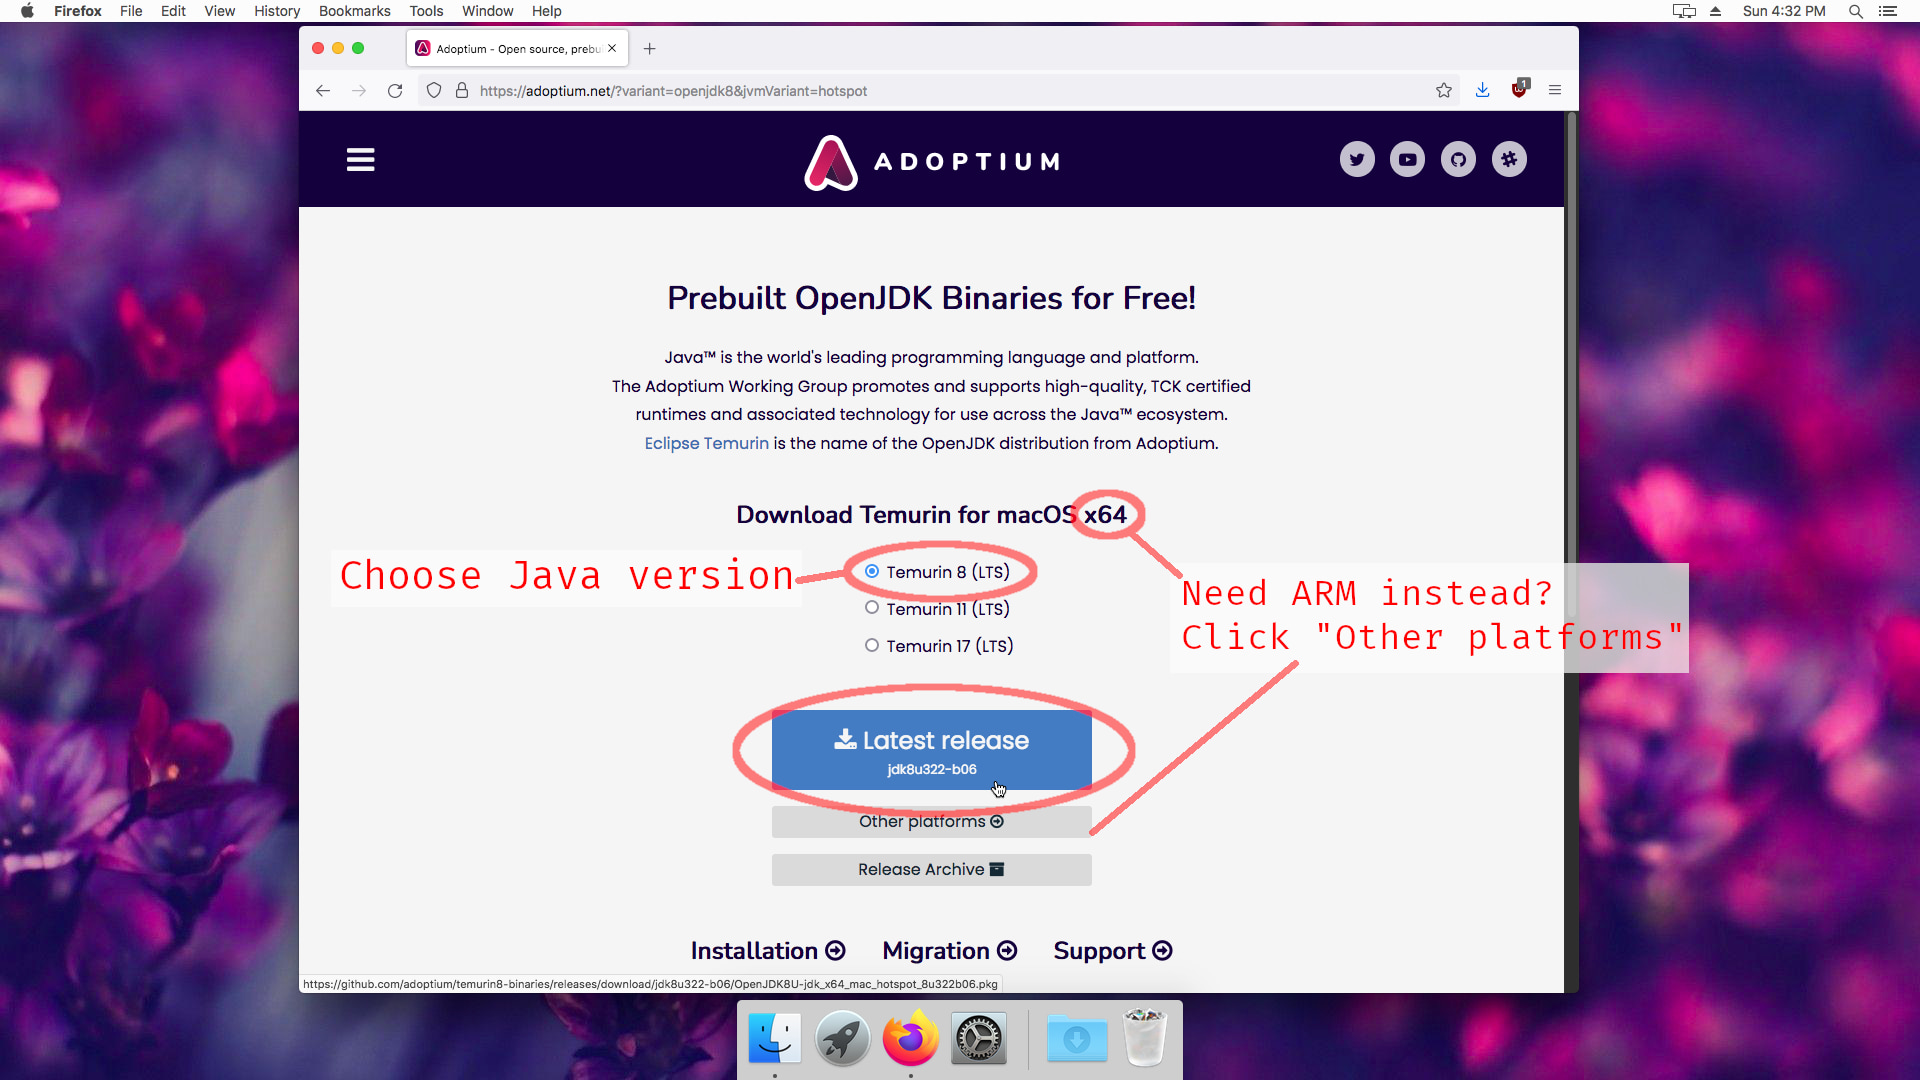 Firefox File Edit View History Bookmarks Tools Window Help
Sun 4:32 PM
Adoptium - Open source, prebu
https://adoptium.net/?variant=openjdk8&jvmVariant=hotspot
1
ADOPTIUM
Prebuilt OpenJDK Binaries for Free!
Java™ is the world's leading programming language and platform.
The Adoptium Working Group promotes and supports high-quality, TCK certified
runtimes and associated technology for use across the Java™ ecosystem.
Eclipse Temurin is the name of the OpenJDK distribution from Adoptium.
Download Temurin for macOS x64
Choose Java version
Temurin 8 (LTS)
Temurin 11 (LTS)
Temurin 17 (LTS)
Need ARM instead?
Click "Other platforms"
Latest release
jdk8u322-b06
Other platforms
Release Archive
Installation
Migration
Support
https://github.com/adoptium/temurin8-binaries/releases/download/jdk8u322-b06/OpenJDK8U-jdk_x64_mac_hotspot_8u322b06.pkg